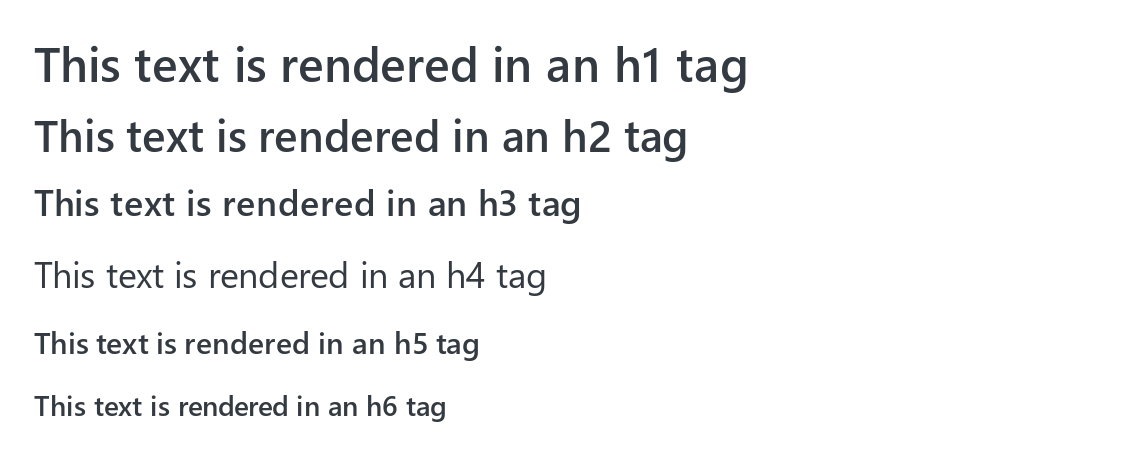 This text is rendered in an h1 tag
This text is rendered in an h2 tag
This text is rendered in an h3 tag
This text is rendered in an h4 tag
This text is rendered in an h5 tag
This text is rendered in an h6 tag